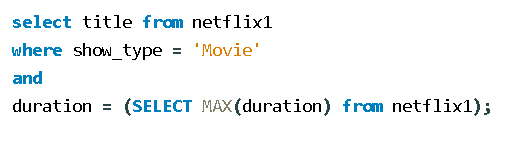 select title from netflix1
where show_type = 'Movie'
and
duration = (SELECT MAX(duration) from netflix1);